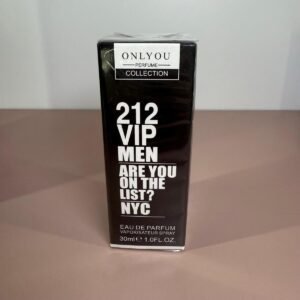 ONLYOU
PERFUME
COLLECTION
212
VIP
MEN
ARE YOU
ON THE
LIST?
NYC
EAU DE PARFUM
VAPORISATEUR SPRAY
30ml e 1.0FL.OZ.